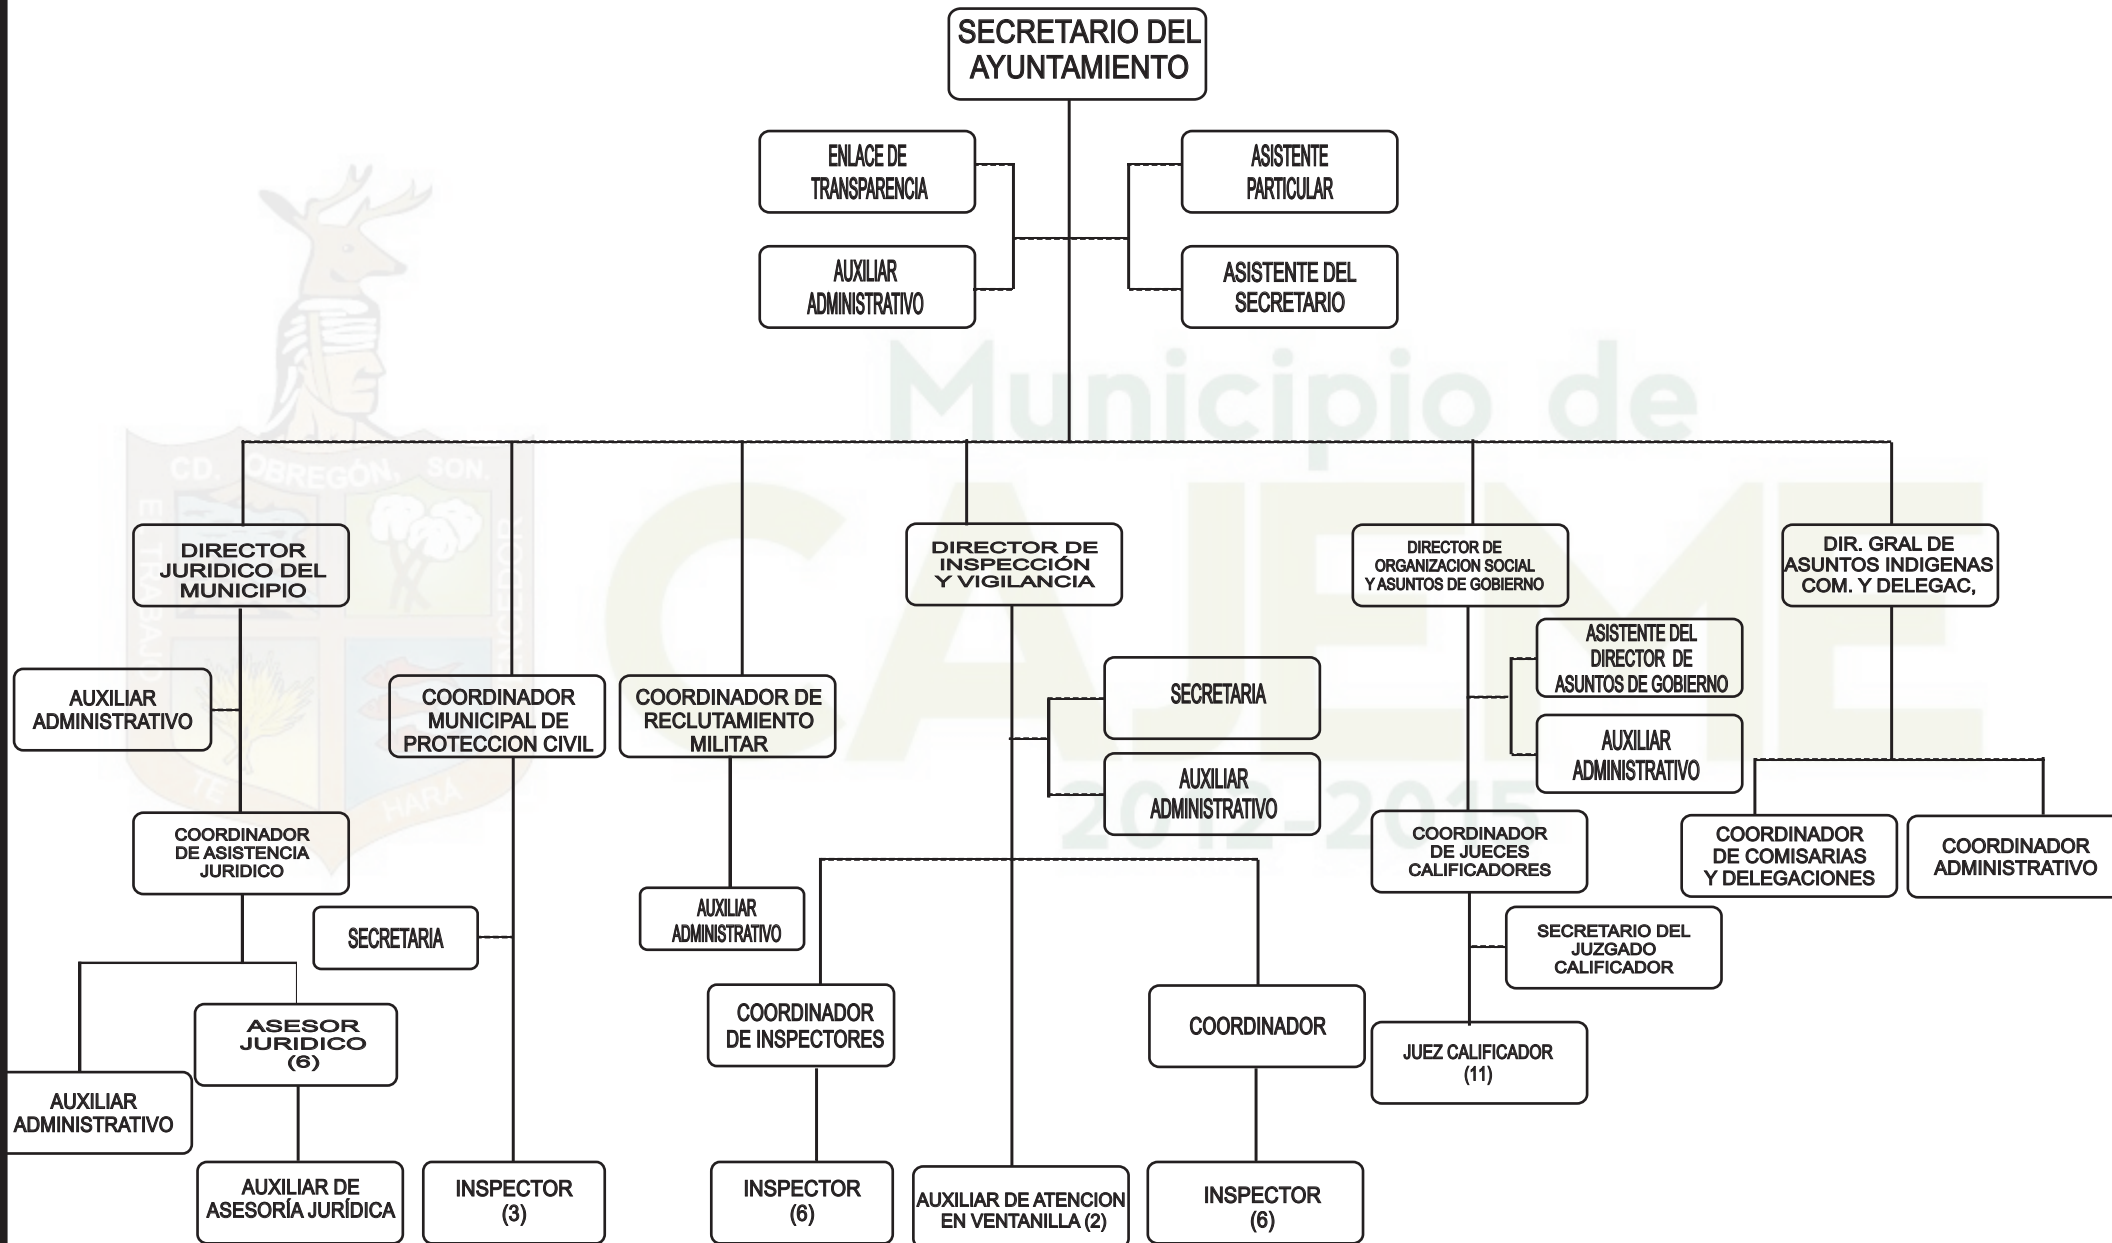 SECRETARIO DEL
AYUNTAMIENTO
ENLACE DE
TRANSPARENCIA
ASISTENTE
PARTICULAR
AUXILIAR
ADMINISTRATIVO
ASISTENTE DEL
SECRETARIO
Municipio de
CAJEME
2012-2015
CD. OBREGÓN, SON.
TE HARÁ
DIRECTOR
JURIDICO DEL
MUNICIPIO
DIRECTOR DE
INSPECCIÓN
Y VIGILANCIA
DIRECTOR DE
ORGANIZACION SOCIAL
Y ASUNTOS DE GOBIERNO
DIR. GRAL DE
ASUNTOS INDIGENAS
COM. Y DELEGAC,
AUXILIAR
ADMINISTRATIVO
COORDINADOR
MUNICIPAL DE
PROTECCION CIVIL
COORDINADOR DE
RECLUTAMIENTO
MILITAR
SECRETARIA
AUXILIAR
ADMINISTRATIVO
ASISTENTE DEL
DIRECTOR DE
ASUNTOS DE GOBIERNO
AUXILIAR
ADMINISTRATIVO
COORDINADOR
DE ASISTENCIA
JURIDICO
COORDINADOR
DE JUECES
CALIFICADORES
COORDINADOR
DE COMISARIAS
Y DELEGACIONES
COORDINADOR
ADMINISTRATIVO
SECRETARIA
AUXILIAR
ADMINISTRATIVO
SECRETARIO DEL
JUZGADO
CALIFICADOR
ASESOR
JURIDICO
(6)
COORDINADOR
DE INSPECTORES
COORDINADOR
JUEZ CALIFICADOR
(11)
AUXILIAR
ADMINISTRATIVO
AUXILIAR DE
ASESORÍA JURÍDICA
INSPECTOR
(3)
INSPECTOR
(6)
AUXILIAR DE ATENCION
EN VENTANILLA (2)
INSPECTOR
(6)